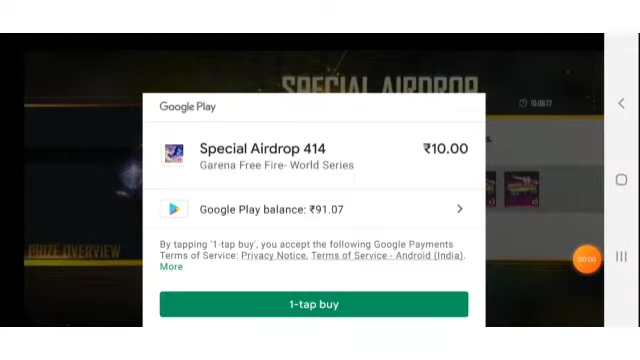 SPECIAL AIRDROP
Google Play
Special Airdrop 414
₹10.00
Garena Free Fire- World Series
Google Play balance: ₹91.07
By tapping '1-tap buy', you accept the following Google Payments
Terms of Service: Privacy Notice, Terms of Service - Android (India).
More
PRIZE OVERVIEW
00:00
1-tap buy